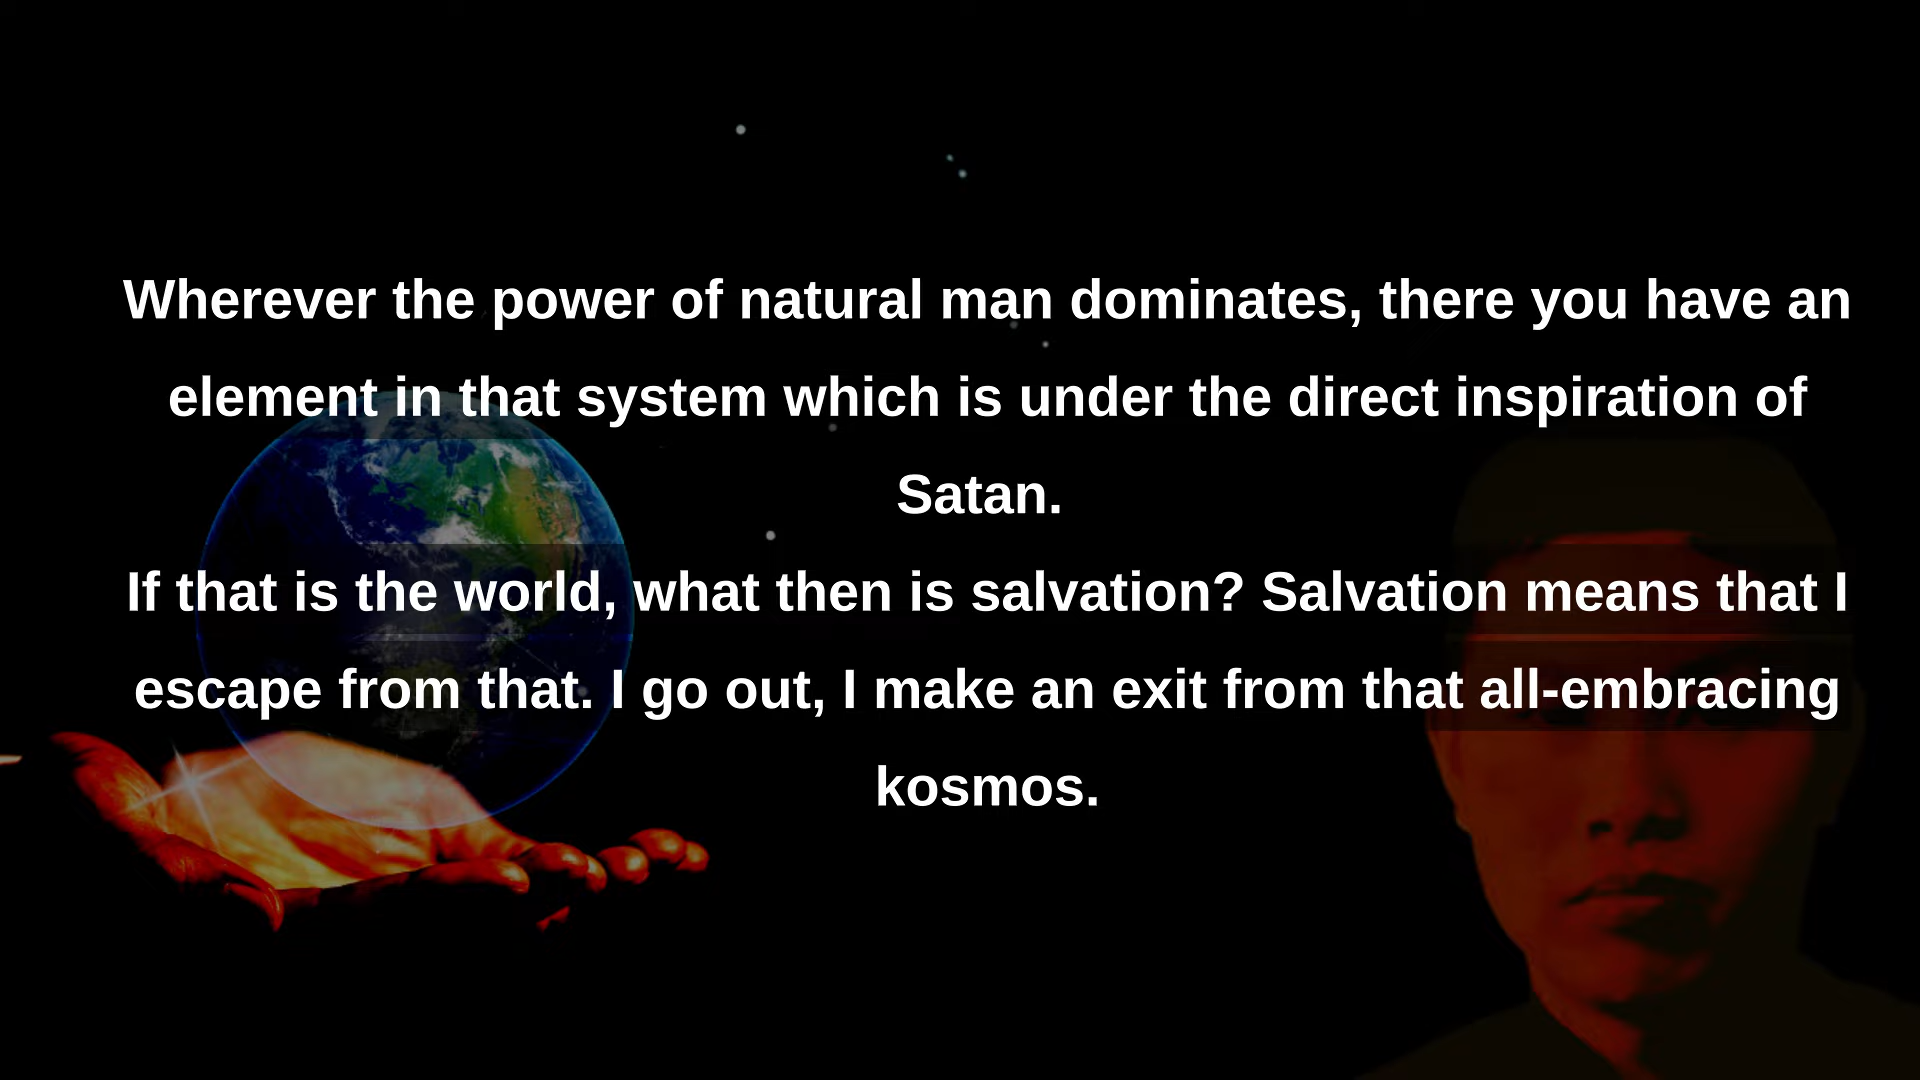 Wherever the power of natural man dominates, there you have an
element in that system which is under the direct inspiration of
Satan.
If that is the world, what then is salvation? Salvation means that I
escape from that. I go out, I make an exit from that all-embracing
kosmos.